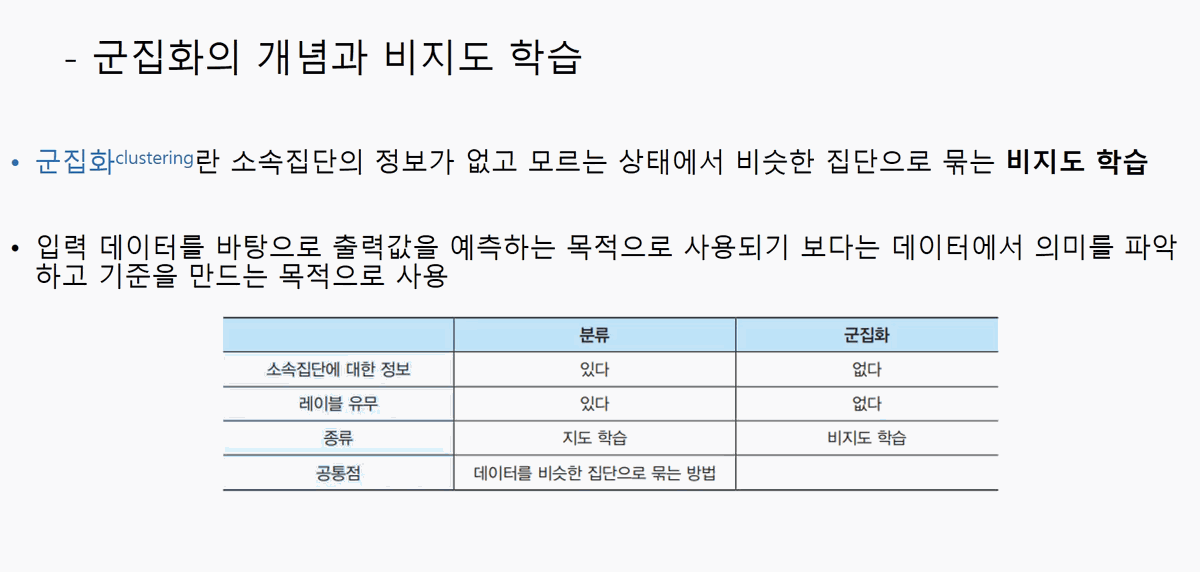 - 군집화의 개념과 비지도 학습
• 군집화clustering란 소속집단의 정보가 없고 모르는 상태에서 비슷한 집단으로 묶는 비지도 학습
• 입력 데이터를 바탕으로 출력값을 예측하는 목적으로 사용되기 보다는 데이터에서 의미를 파악
하고 기준을 만드는 목적으로 사용
분류 군집화
소속집단에 대한 정보 있다 없다
레이블 유무 있다 없다
종류 지도 학습 비지도 학습
공통점 데이터를 비슷한 집단으로 묶는 방법